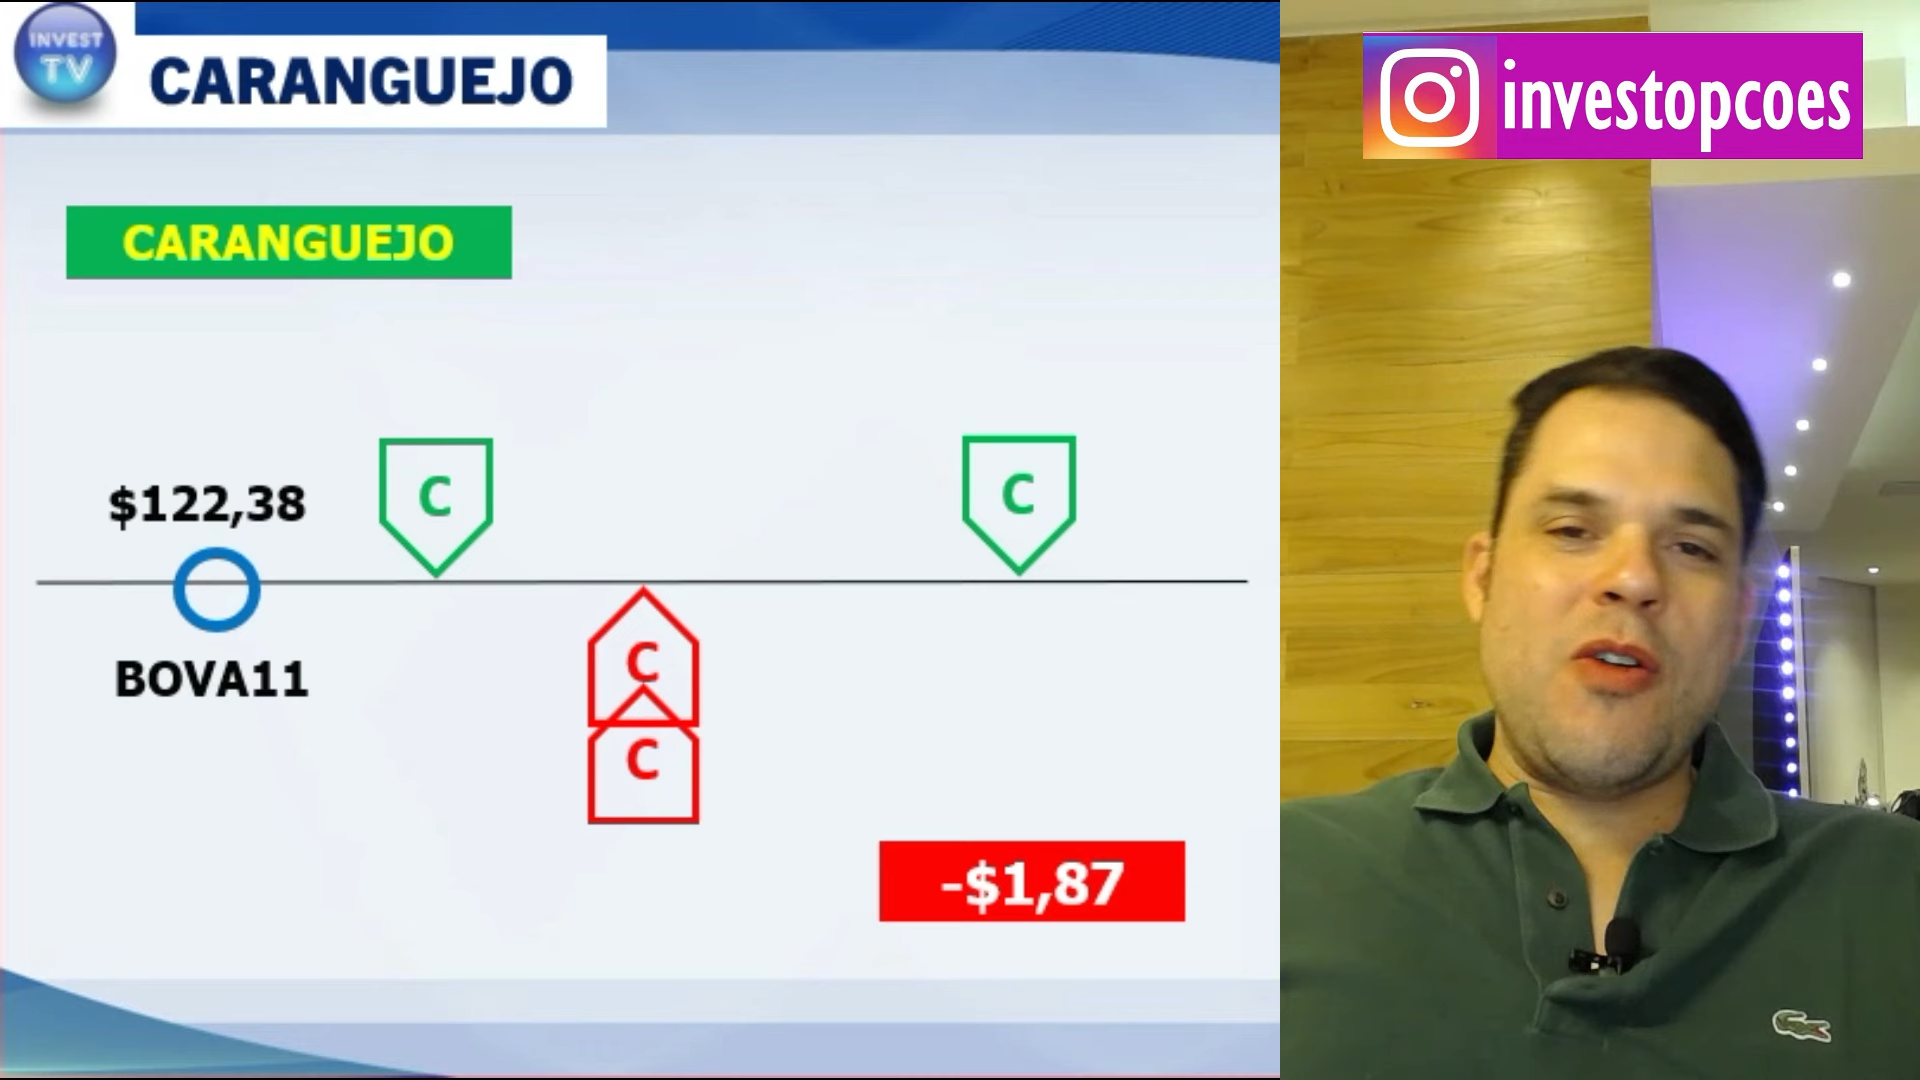 INVEST
TV
CARANGUEJO
investopcoes
CARANGUEJO
$122,38
C
C
BOVA11
C
C
-$1,87